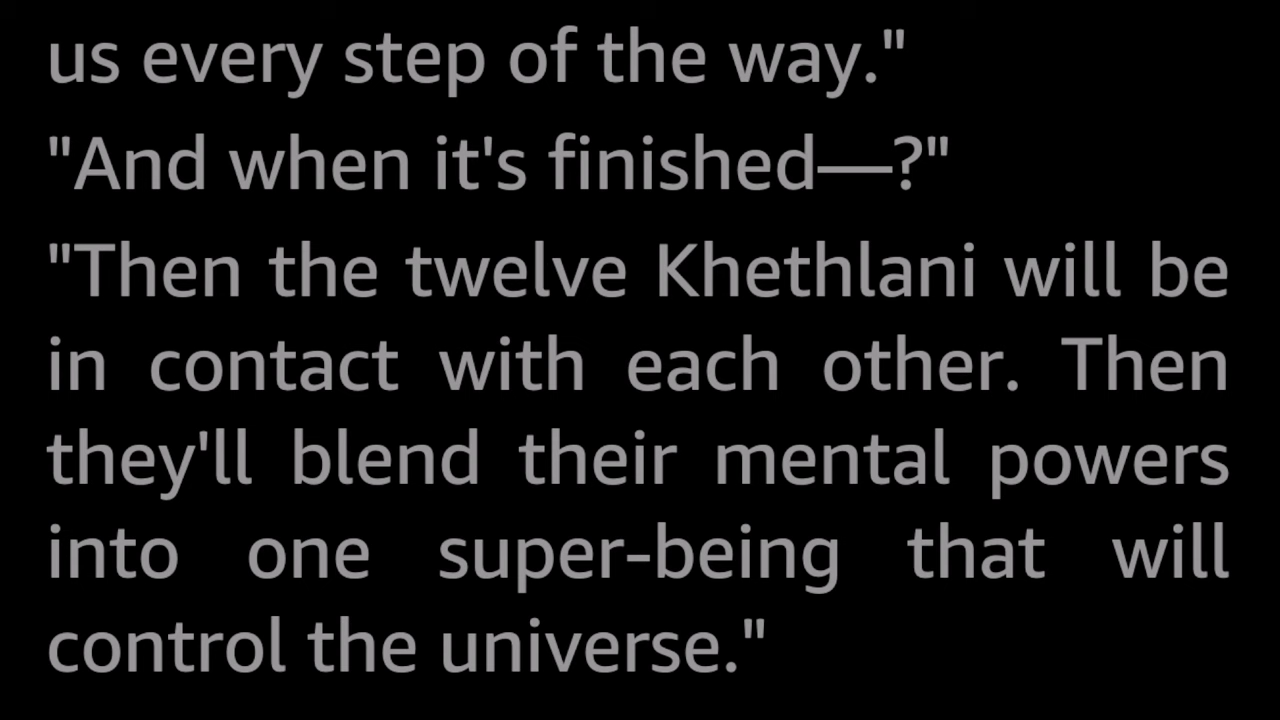 us every step of the way."
"And when it's finished—?"
"Then the twelve Khethlani will be
in contact with each other. Then
they'll blend their mental powers
into one super-being that will
control the universe."